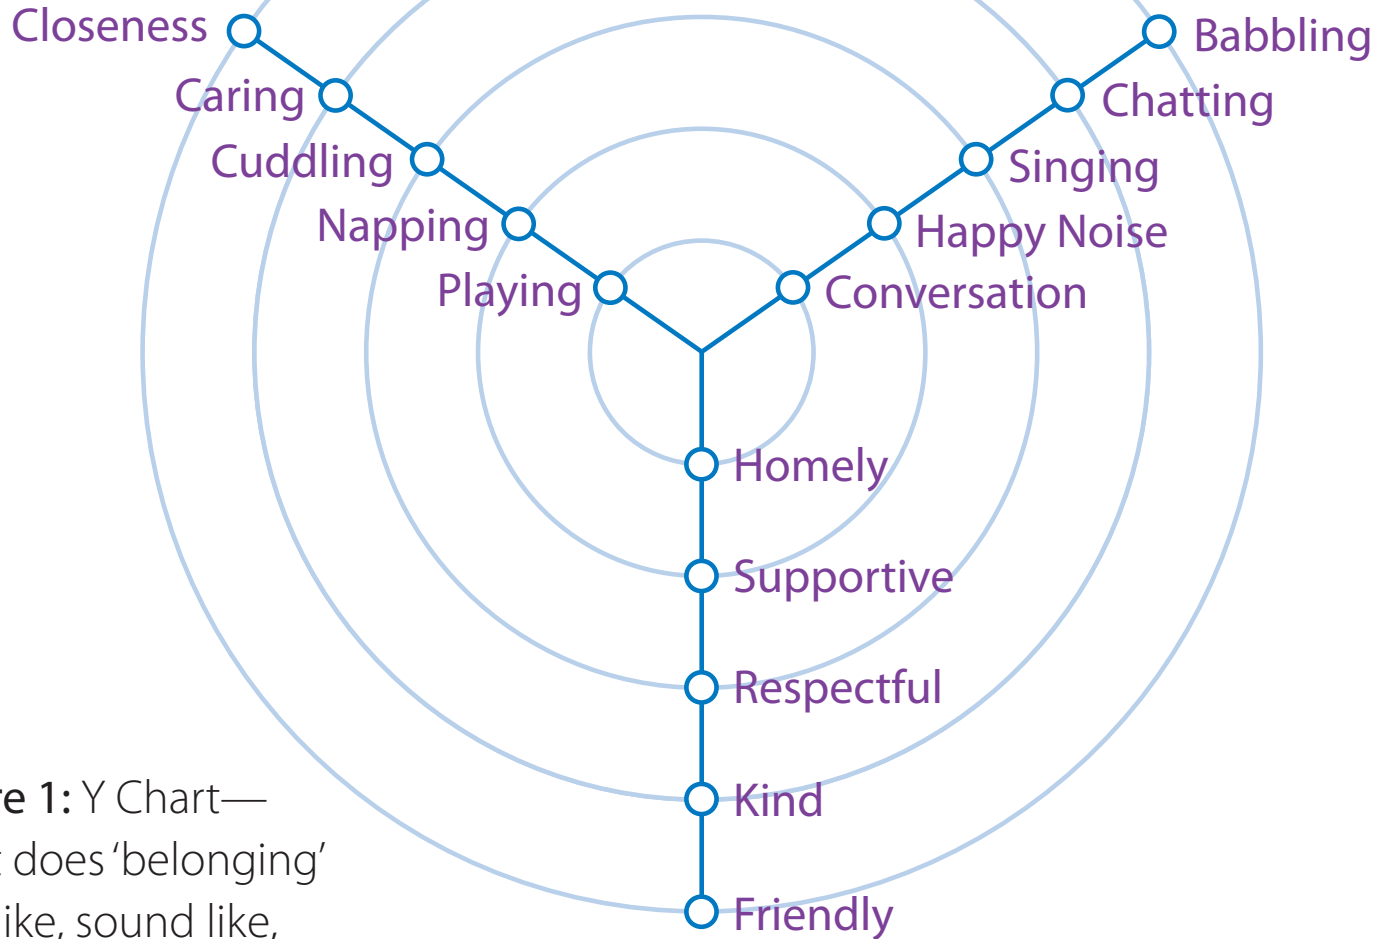 Closeness
Caring
Cuddling
Napping
Playing
Babbling
Chatting
Singing
Happy Noise
Conversation
Homely
Supportive
Respectful
Kind
Friendly
1: Y Chart—
does ‘belonging’
sound like,